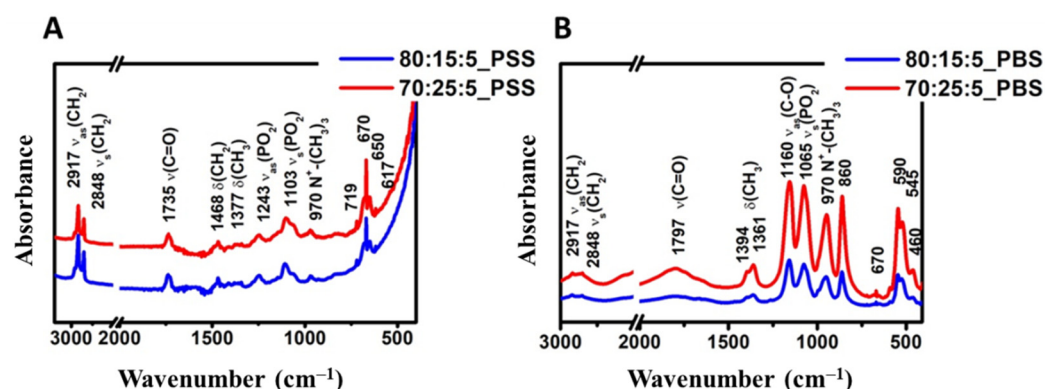 A
80:15:5_PSS
70:25:5_PSS
Absorbance
2917 νas(CH2)
2848 νs(CH2)
1735 ν(C=O)
1468 δ(CH2)
1377 δ(CH3)
1243 νas(PO2)
1103 νs(PO2)
970 N+-(CH3)3
719
670
650
617
3000 2000 1500 1000 500
Wavenumber (cm–1)
B
80:15:5_PBS
70:25:5_PBS
Absorbance
2917 νas(CH2)
2848 νs(CH2)
1797 ν(C=O)
1394 δ(CH3)
1361
1160 νas(C-O)
1065 νs(PO2)
970 N+-(CH3)3
860
670
590
545
460
3000 2000 1500 1000 500
Wavenumber (cm–1)